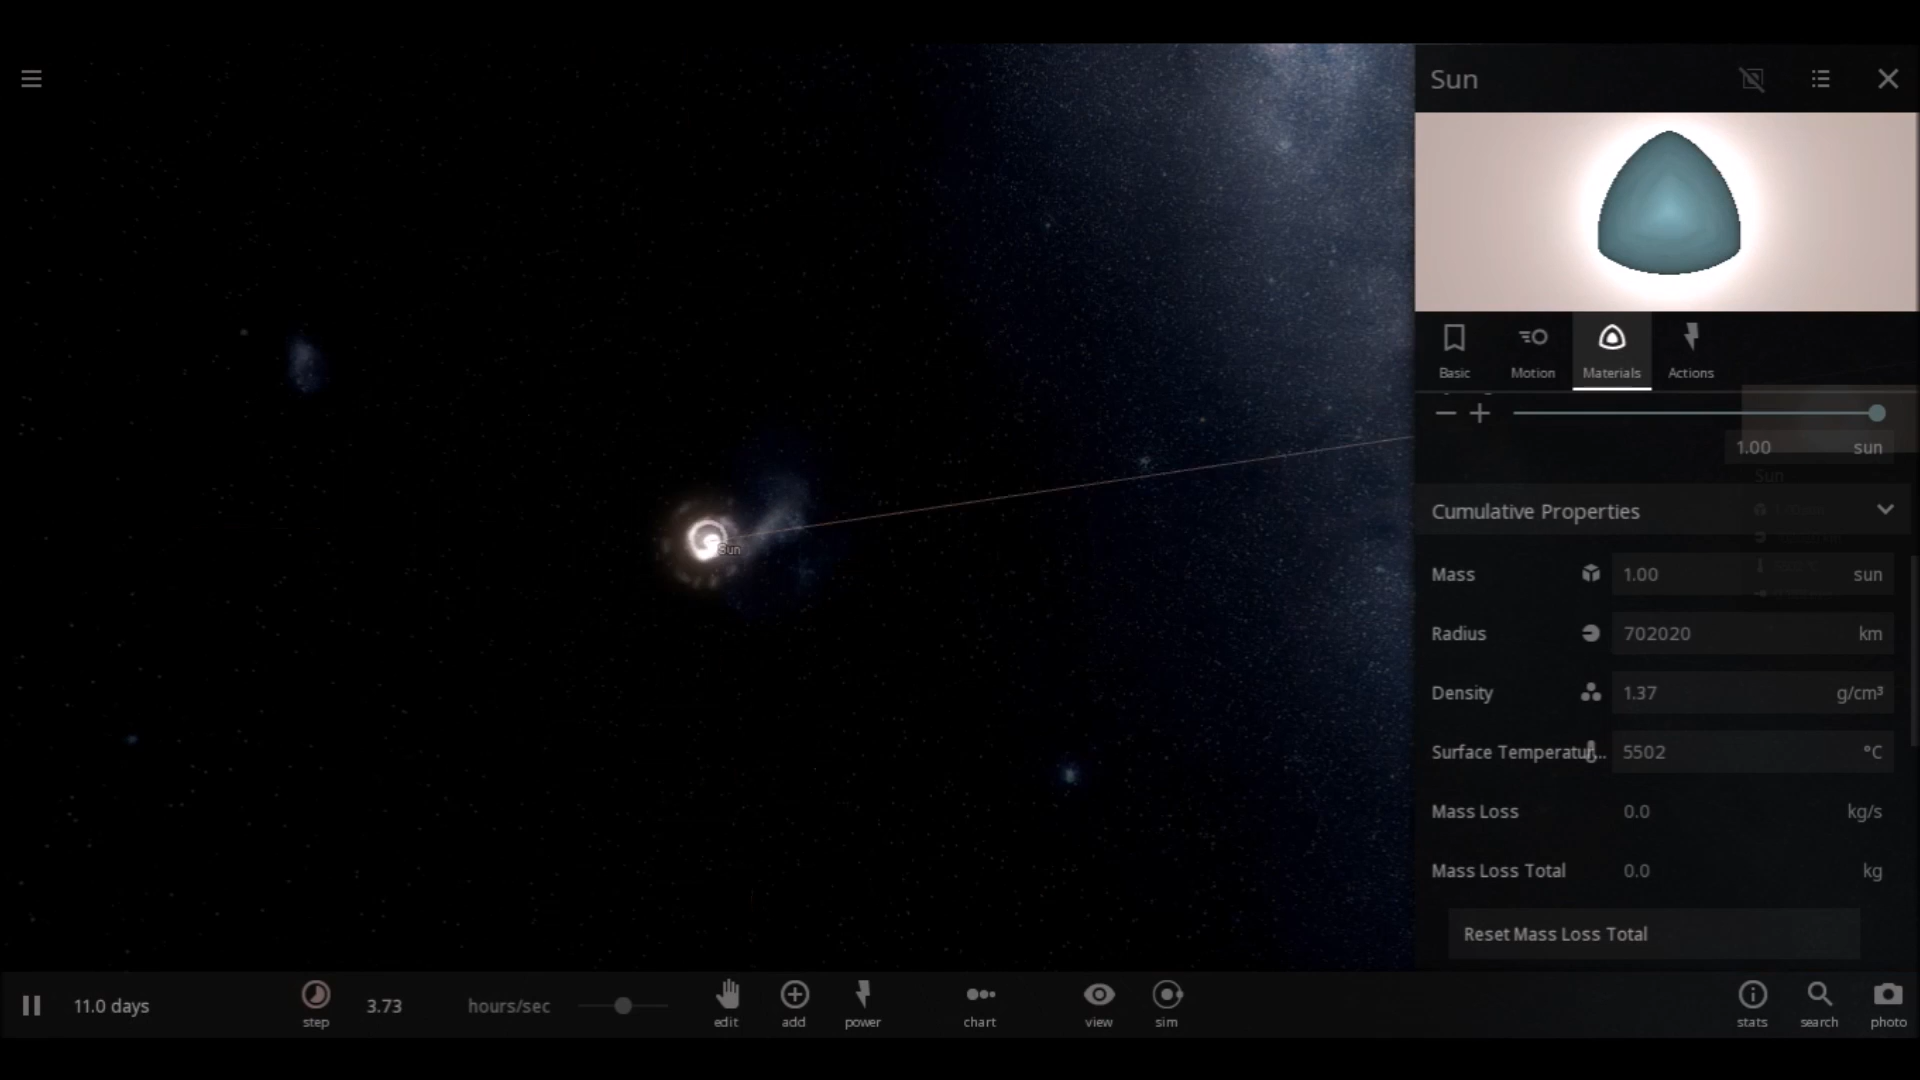 Sun
Basic
Motion
Materials
Actions
1.00 sun
Sun
Cumulative Properties
Mass 1.00 sun
Radius 702020 km
Density 1.37 g/cm³
Surface Temperatur... 5502 °C
Mass Loss 0.0 kg/s
Mass Loss Total 0.0 kg
Reset Mass Loss Total
Sun
11.0 days
step
3.73 hours/sec
edit
add
power
chart
view
sim
stats
search
photo